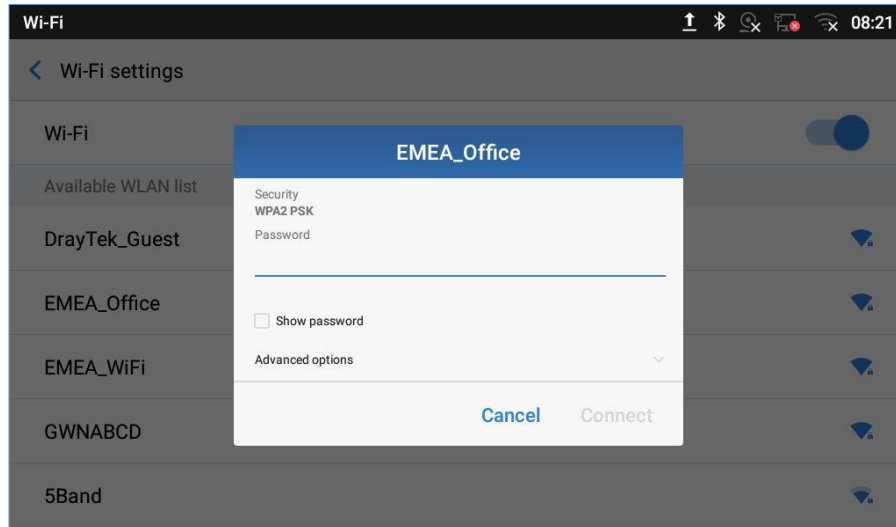 Wi-Fi 08:21
Wi-Fi settings
Wi-Fi
Available WLAN list
DrayTek_Guest
EMEA_Office
EMEA_WiFi
GWNABCD
5Band
EMEA_Office
Security
WPA2 PSK
Password
Show password
Advanced options
Cancel Connect